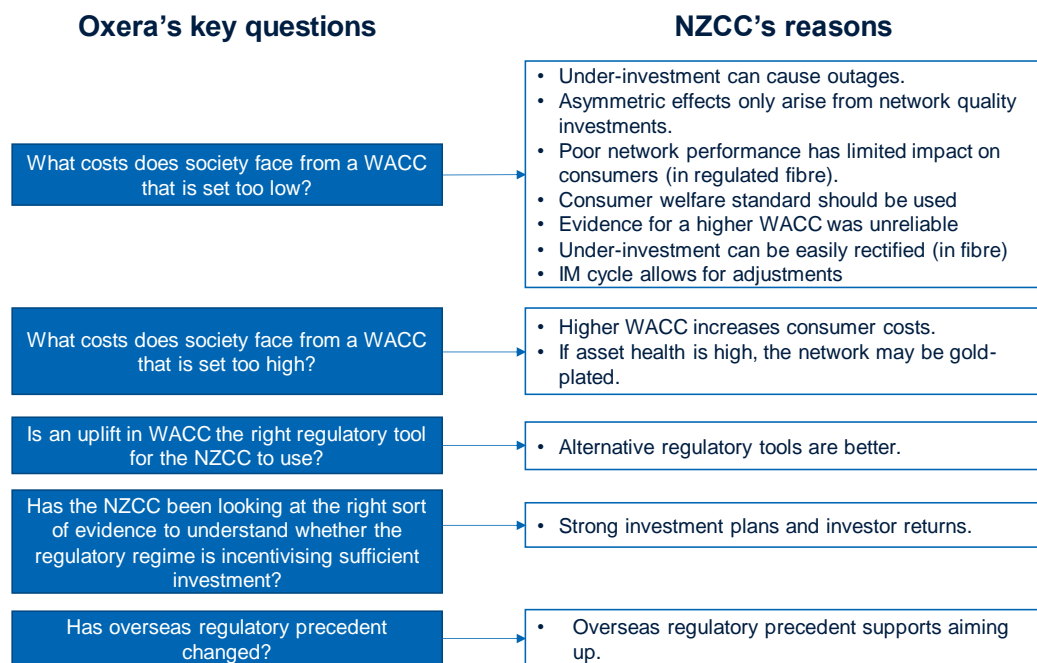 Oxera's key questions
NZCC's reasons
What costs does society face from a WACC
that is set too low?
• Under-investment can cause outages.
• Asymmetric effects only arise from network quality
investments.
• Poor network performance has limited impact on
consumers (in regulated fibre).
• Consumer welfare standard should be used
• Evidence for a higher WACC was unreliable
• Under-investment can be easily rectified (in fibre)
• IM cycle allows for adjustments
What costs does society face from a WACC
that is set too high?
• Higher WACC increases consumer costs.
• If asset health is high, the network may be gold-
plated.
Is an uplift in WACC the right regulatory tool
for the NZCC to use?
• Alternative regulatory tools are better.
Has the NZCC been looking at the right sort
of evidence to understand whether the
regulatory regime is incentivising sufficient
investment?
• Strong investment plans and investor returns.
Has overseas regulatory precedent
changed?
• Overseas regulatory precedent supports aiming
up.